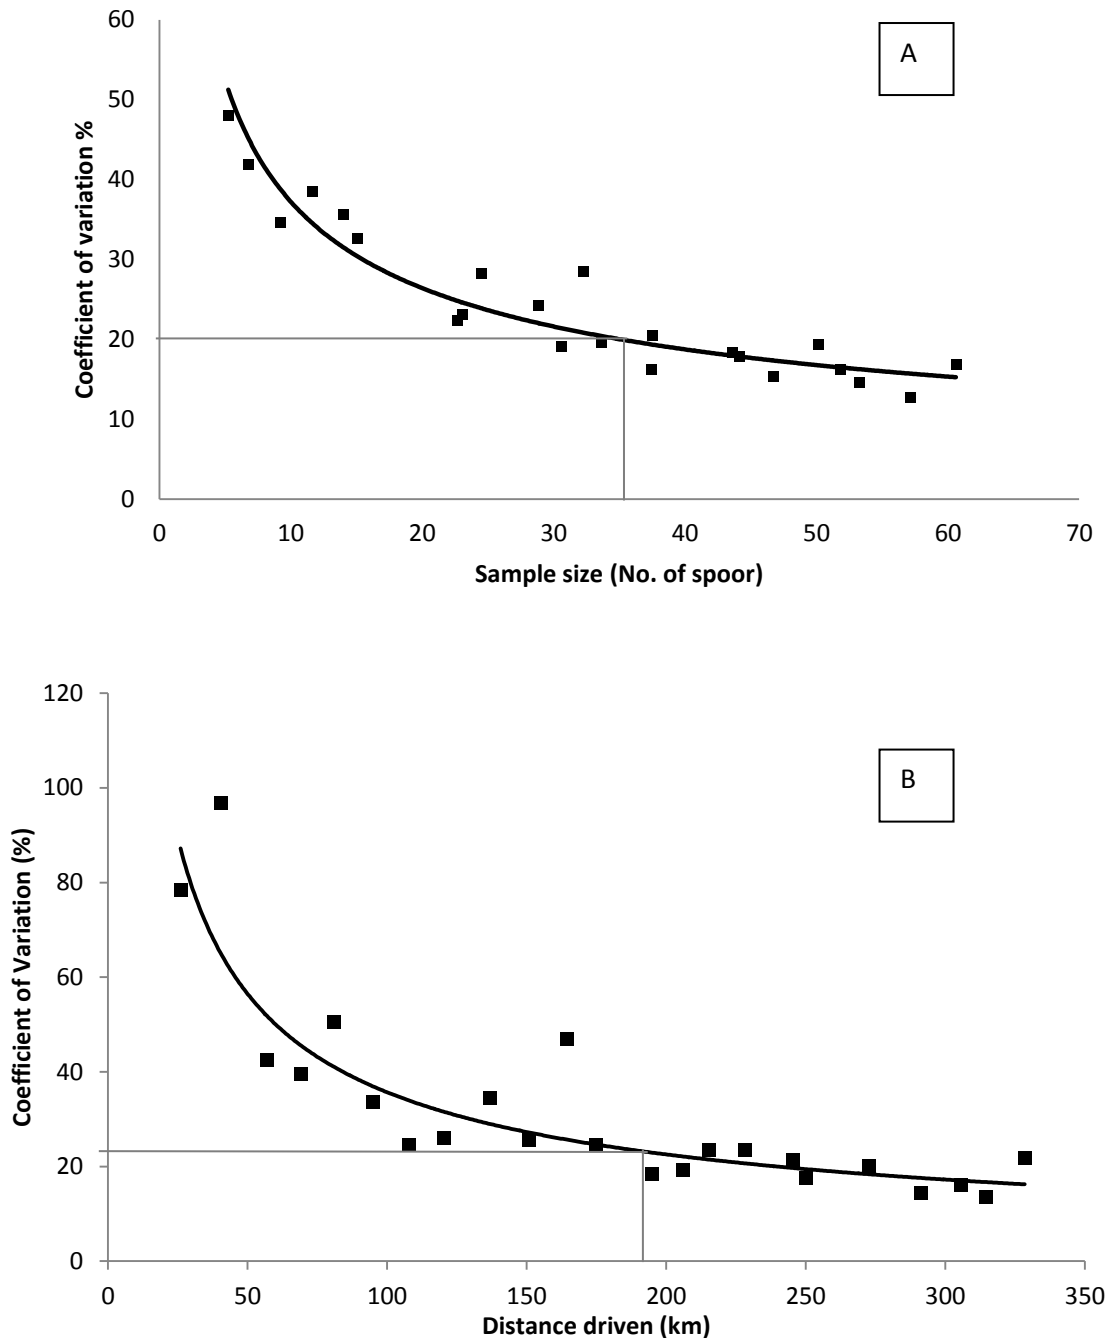 60
A
50
40
30
20
10
0
0 10 20 30 40 50 60 70
Coefficient of variation %
Sample size (No. of spoor)
120
B
100
80
60
40
20
0
0 50 100 150 200 250 300 350
Coefficient of Variation (%)
Distance driven (km)